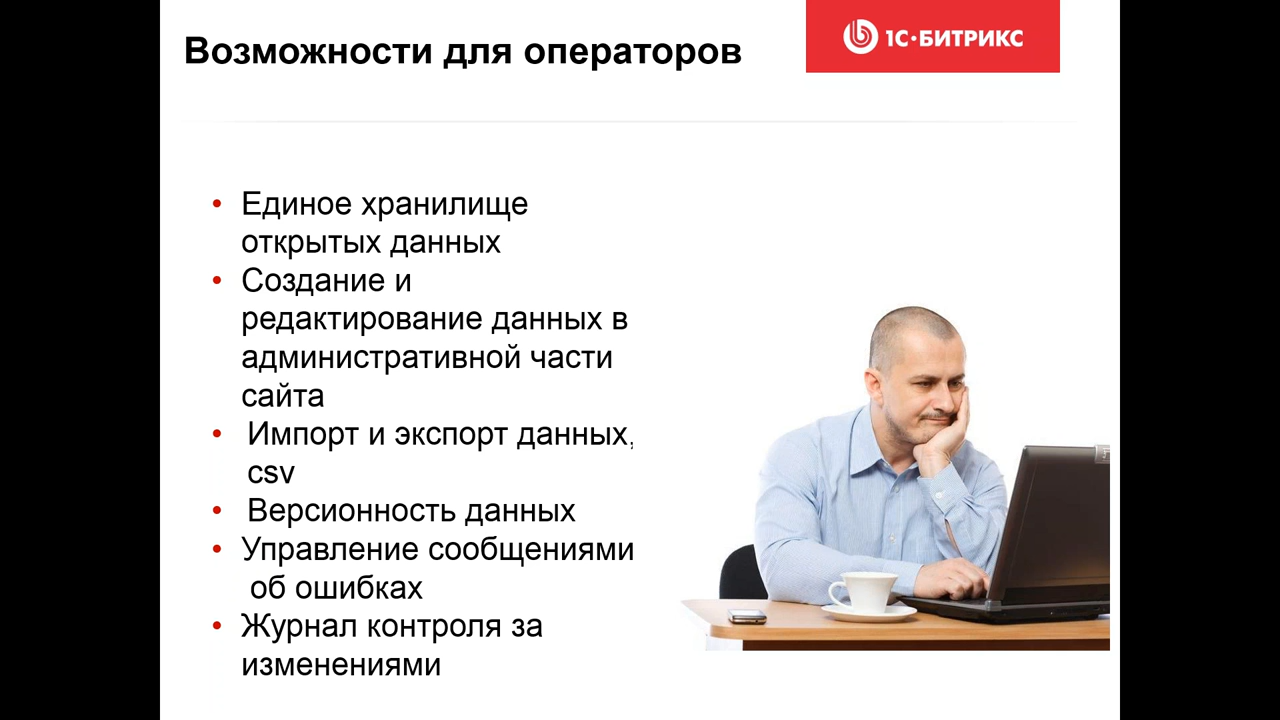 Возможности для операторов
1С·БИТРИКС
• Единое хранилище
открытых данных
• Создание и
редактирование данных в
административной части
сайта
• Импорт и экспорт данных,
csv
• Версионность данных
• Управление сообщениями
об ошибках
• Журнал контроля за
изменениями